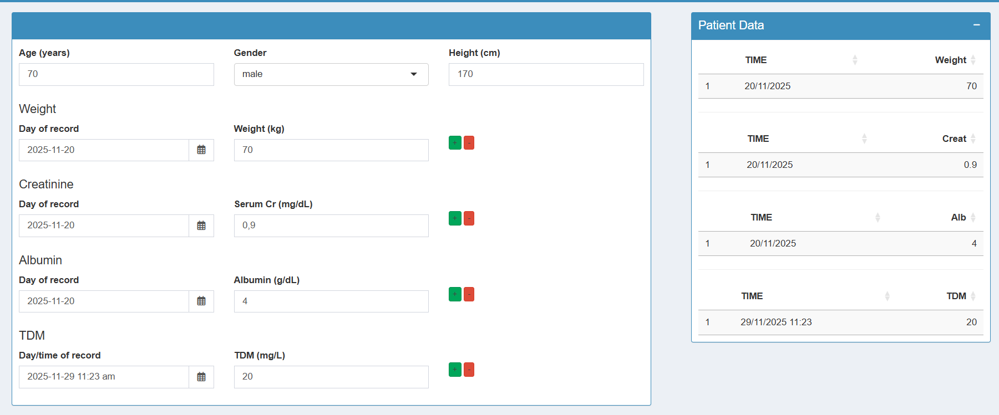 Age (years)
Gender
Height (cm)
70
male
170
Weight
Day of record
Weight (kg)
2025-11-20
70
+
-
Creatinine
Day of record
Serum Cr (mg/dL)
2025-11-20
0,9
+
-
Albumin
Day of record
Albumin (g/dL)
2025-11-20
4
+
-
TDM
Day/time of record
TDM (mg/L)
2025-11-29 11:23 am
20
+
-
Patient Data
TIME
Weight
1
20/11/2025
70
TIME
Creat
1
20/11/2025
0.9
TIME
Alb
1
20/11/2025
4
TIME
TDM
1
29/11/2025 11:23
20